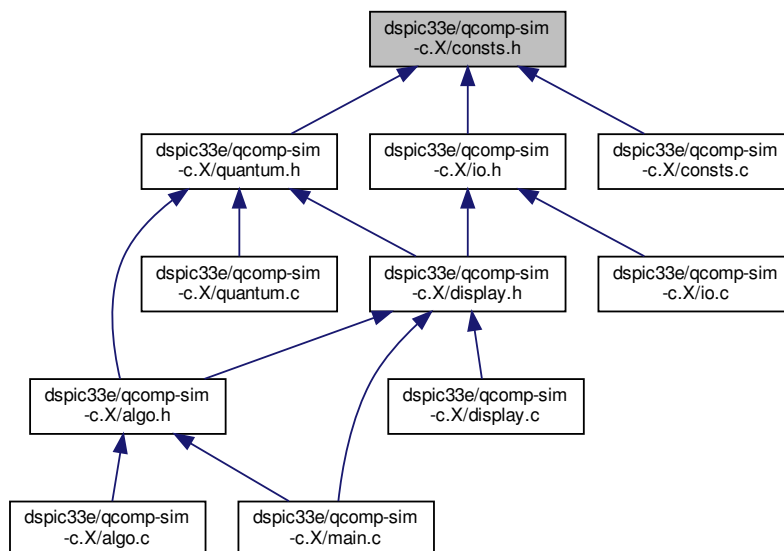 dspic33e/qcomp-sim
-c.X/consts.h
dspic33e/qcomp-sim
-c.X/quantum.h
dspic33e/qcomp-sim
-c.X/io.h
dspic33e/qcomp-sim
-c.X/consts.c
dspic33e/qcomp-sim
-c.X/quantum.c
dspic33e/qcomp-sim
-c.X/display.h
dspic33e/qcomp-sim
-c.X/io.c
dspic33e/qcomp-sim
-c.X/algo.h
dspic33e/qcomp-sim
-c.X/display.c
dspic33e/qcomp-sim
-c.X/algo.c
dspic33e/qcomp-sim
-c.X/main.c